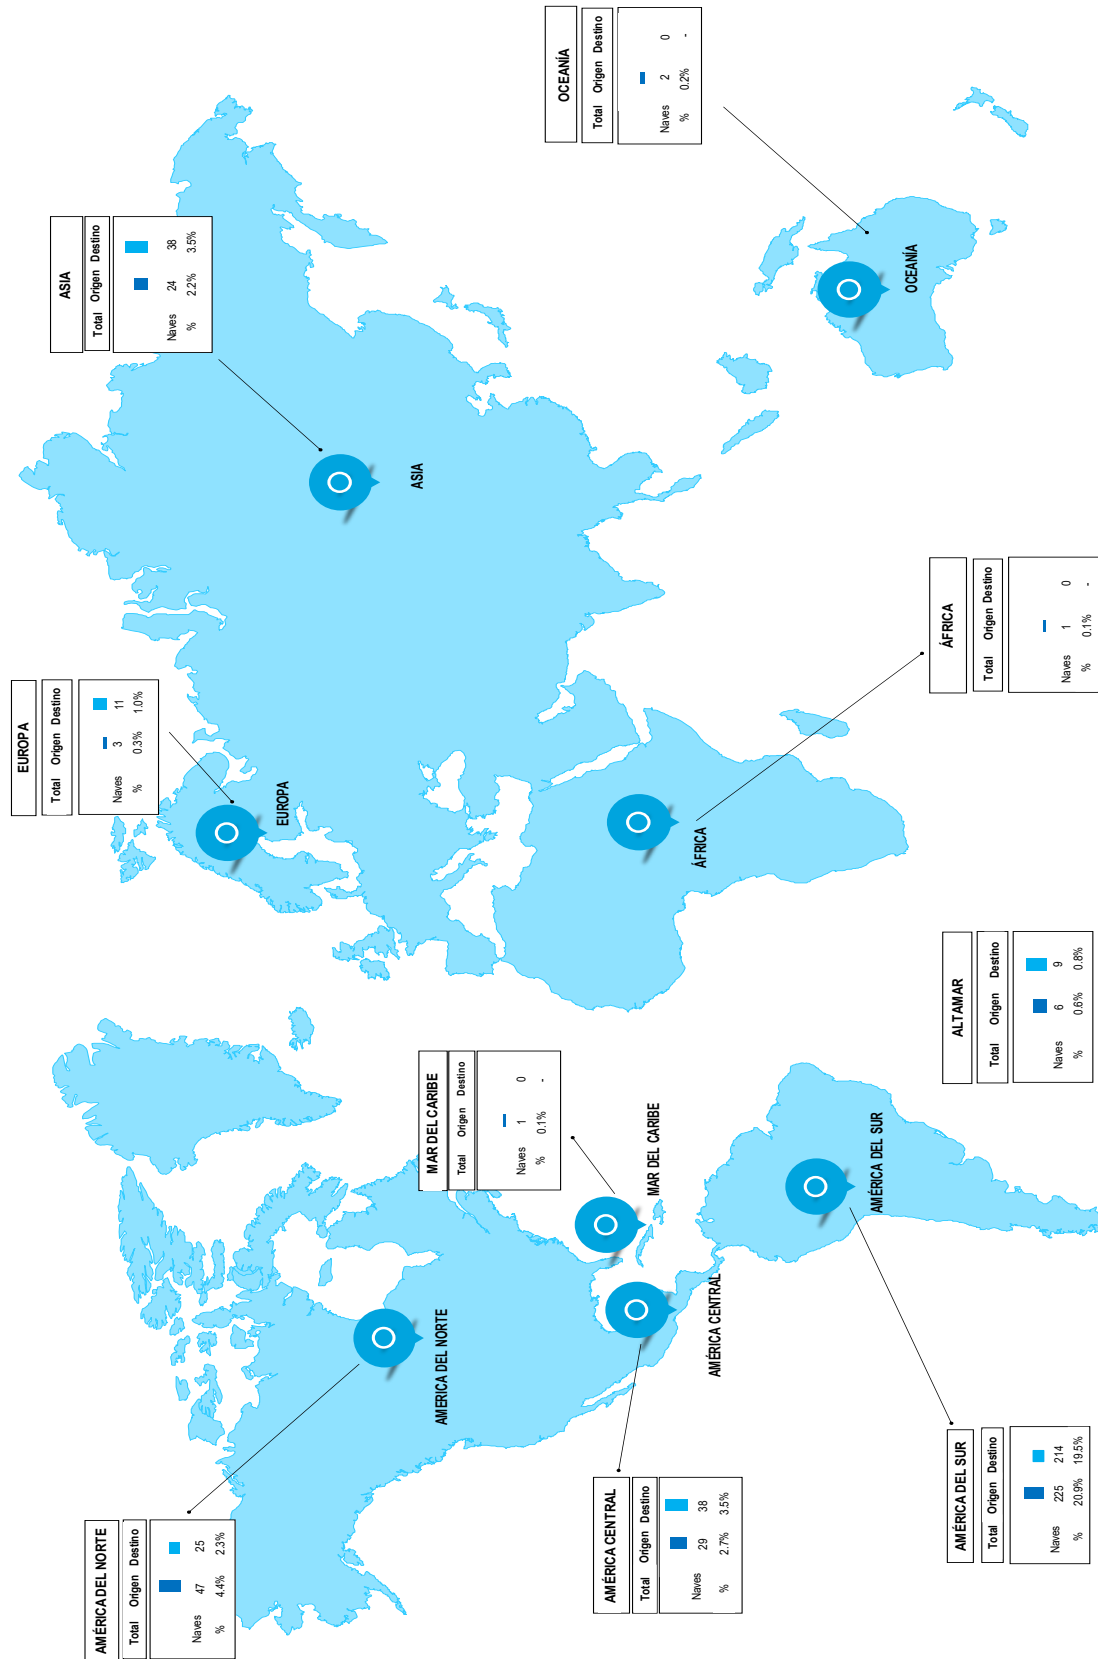 AMÉRICA DEL NORTE
Total Origen Destino
Naves 47 25
% 4.4% 2.3%
EUROPA
Total Origen Destino
Naves 3 11
% 0.3% 1.0%
ASIA
Total Origen Destino
Naves 24 38
% 2.2% 3.5%
EUROPA
ASIA
AMÉRICA DEL NORTE
MAR DEL CARIBE
Total Origen Destino
Naves 1 0
% 0.1% -
OCEANÍA
Total Origen Destino
Naves 2 0
% 0.2% -
MAR DEL CARIBE
AMÉRICA CENTRAL
ÁFRICA
AMÉRICA CENTRAL
Total Origen Destino
Naves 29 38
% 2.7% 3.5%
AMÉRICA DEL SUR
OCEANÍA
AMÉRICA DEL SUR
Total Origen Destino
Naves 225 214
% 20.9% 19.5%
ALTAMAR
Total Origen Destino
Naves 6 9
% 0.6% 0.8%
ÁFRICA
Total Origen Destino
Naves 1 0
% 0.1% -